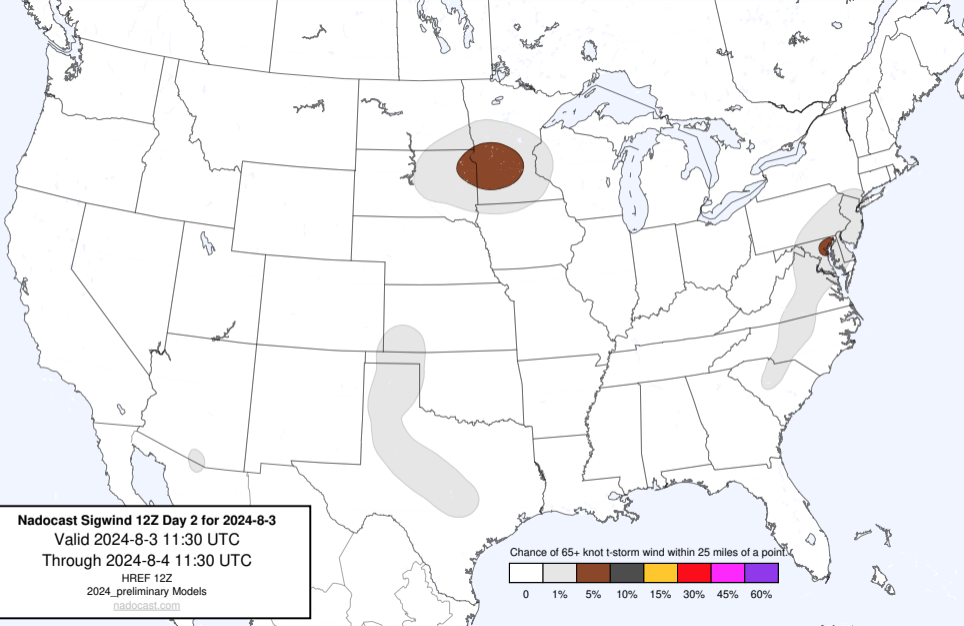 Nadocast Sigwind 12Z Day 2 for 2024-8-3
Valid 2024-8-3 11:30 UTC
Through 2024-8-4 11:30 UTC
HREF 12Z
2024_preliminary Models
nadocast.com
Chance of 65+ knot t-storm wind within 25 miles of a point.
0 1% 5% 10% 15% 30% 45% 60%